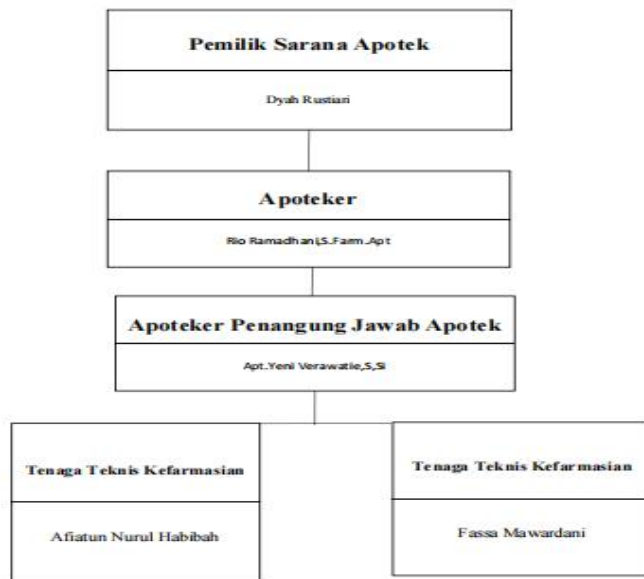 Pemilik Sarana Apotek
Dyah Rustiari
Apoteker
Rio Ramadhani,S.Farm.Apt
Apoteker Penangung Jawab Apotek
Apt.Yeni Verawatie,S,Si
Tenaga Teknis Kefarmasian
Afiatun Nurul Habibah
Tenaga Teknis Kefarmasian
Fassa Mawardani